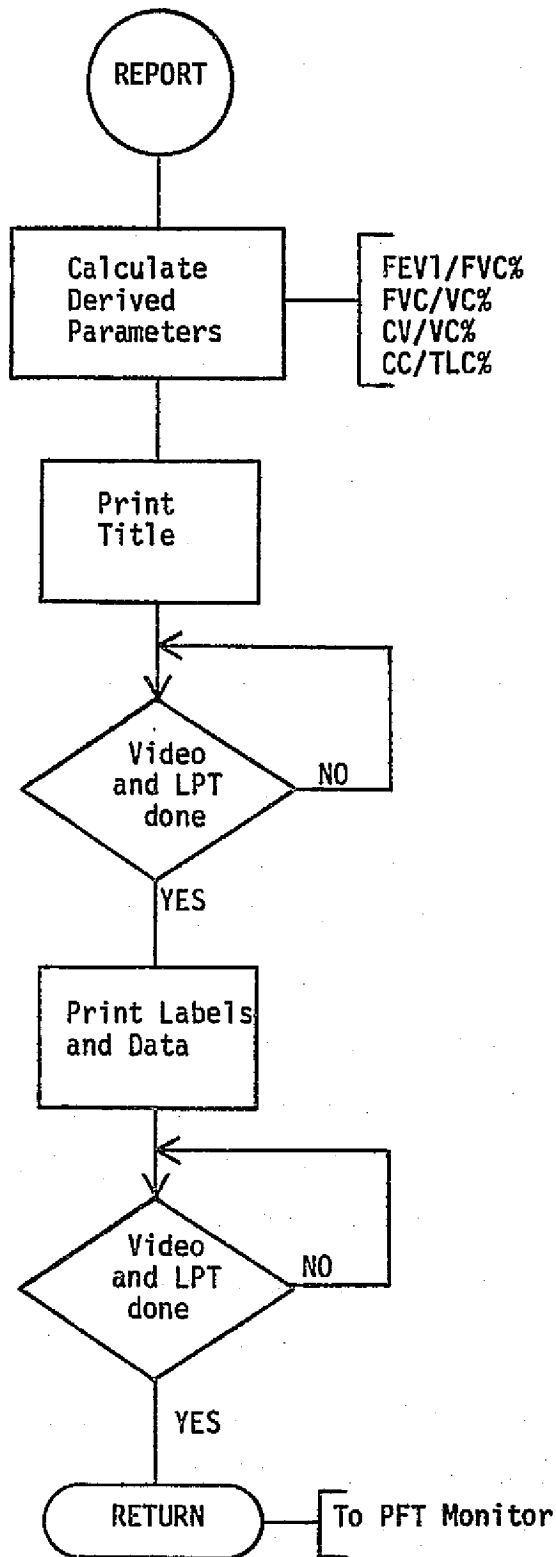 REPORT
Calculate
Derived
Parameters
FEV1/FVC%
FVC/VC%
CV/VC%
CC/TLC%
Print
Title
Video
and LPT
done
NO
YES
Print Labels
and Data
Video
and LPT
done
NO
YES
RETURN
To PFT Monitor